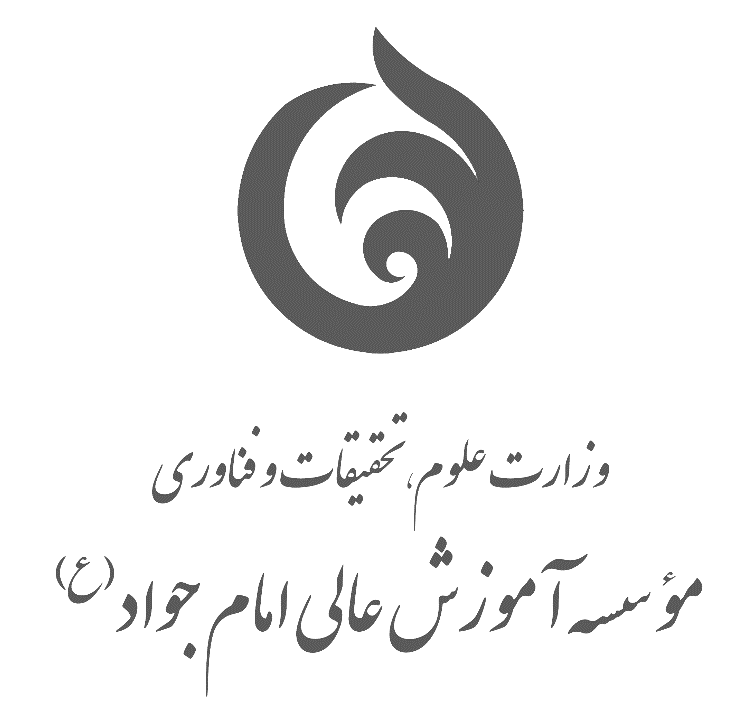 وزارت علوم، تحقیقات و فناوری
مؤسسه آموزش عالی امام جواد (ع)